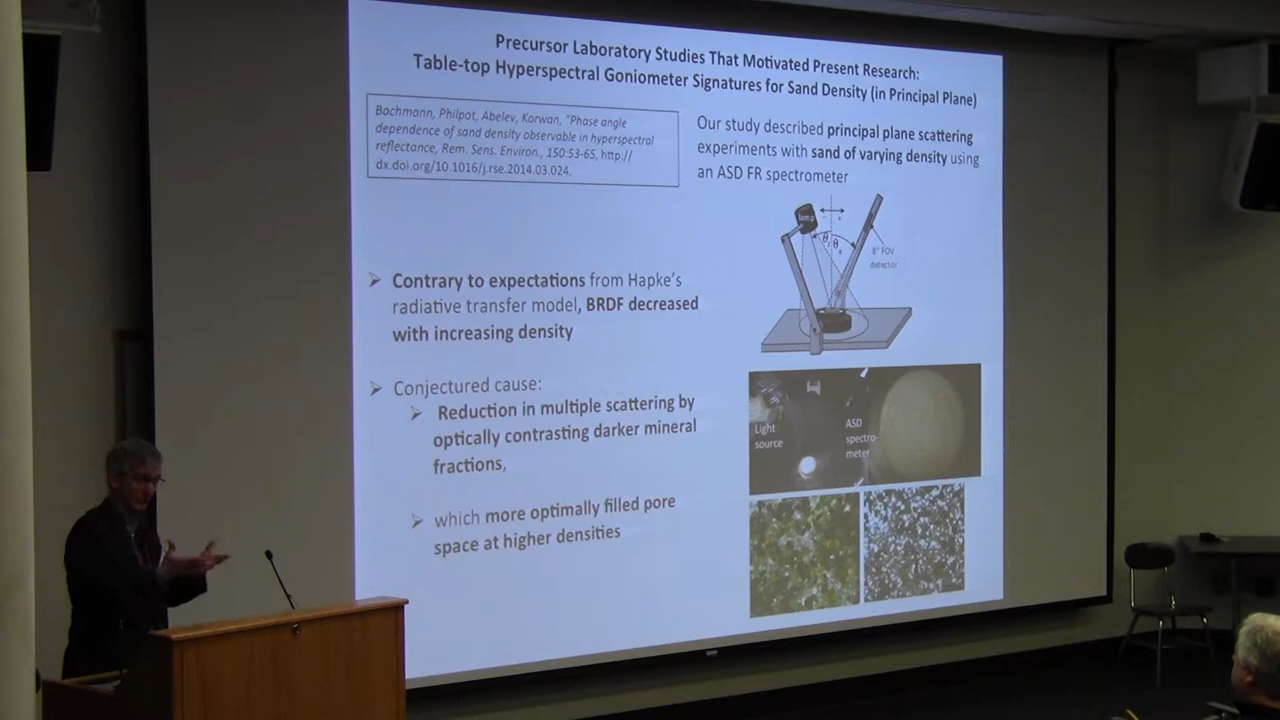 Precursor Laboratory Studies That Motivated Present Research:
Table-top Hyperspectral Goniometer Signatures for Sand Density (in Principal Plane)
Bachmann, Philpot, Abelev, Korwan, "Phase angle
dependence of sand density observable in hyperspectral
reflectance, Rem. Sens. Environ., 150:53-65, http://
dx.doi.org/10.1016/j.rse.2014.03.024.
Our study described principal plane scattering
experiments with sand of varying density using
an ASD FR spectrometer
lamp
θi θe
8° FOV
detector
Contrary to expectations from Hapke's
radiative transfer model, BRDF decreased
with increasing density
Conjectured cause:
Reduction in multiple scattering by
optically contrasting darker mineral
fractions,
which more optimally filled pore
space at higher densities
Light
source
ASD
spectro-
meter